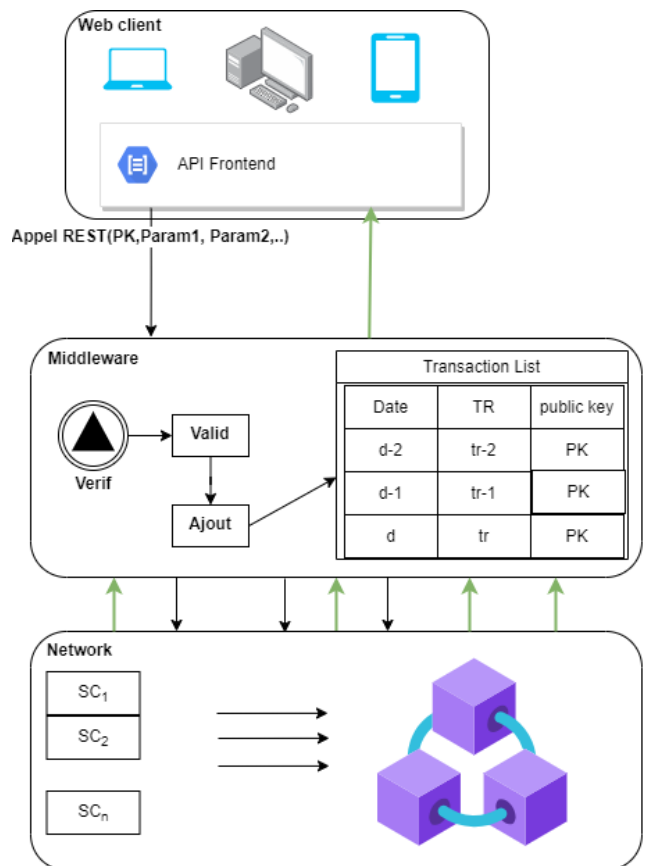 Web client
API Frontend
Appel REST(PK,Param1, Param2,..)
Middleware
Verif
Valid
Ajout
Transaction List
Date TR public key
d-2 tr-2 PK
d-1 tr-1 PK
d tr PK
Network
SC1
SC2
SCn